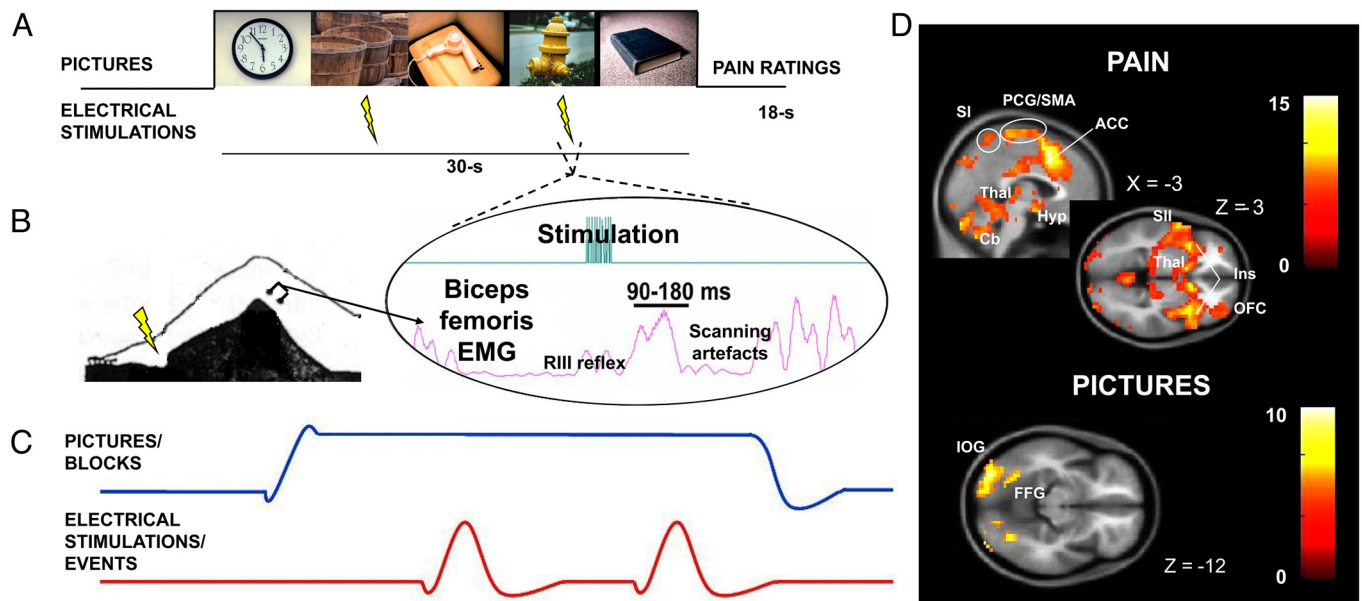 A
PICTURES
PAIN RATINGS
ELECTRICAL
STIMULATIONS
18-s
30-s
B
Stimulation
Biceps
femoris
EMG
90-180 ms
RIII reflex
Scanning
artefacts
C
PICTURES/
BLOCKS
ELECTRICAL
STIMULATIONS/
EVENTS
D
PAIN
SI
PCG/SMA
ACC
15
X = -3
Thal
Hyp
Cb
Z = 3
SII
Thal
Ins
OFC
0
PICTURES
10
IOG
FFG
Z = -12
0